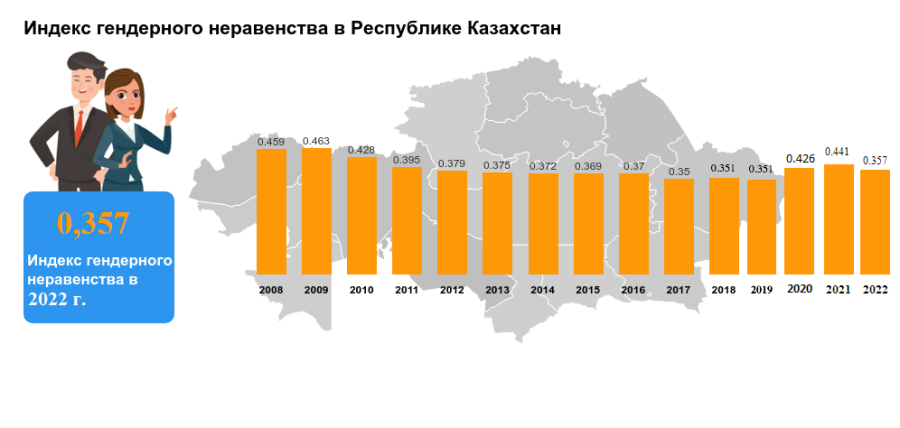 Индекс гендерного неравенства в Республике Казахстан
0,357
Индекс гендерного
неравенства в
2022 г.
0.459 0.463 0.428 0.395 0.379 0.375 0.372 0.369 0.37 0.35 0.351 0.351 0.426 0.441 0.357
2008 2009 2010 2011 2012 2013 2014 2015 2016 2017 2018 2019 2020 2021 2022